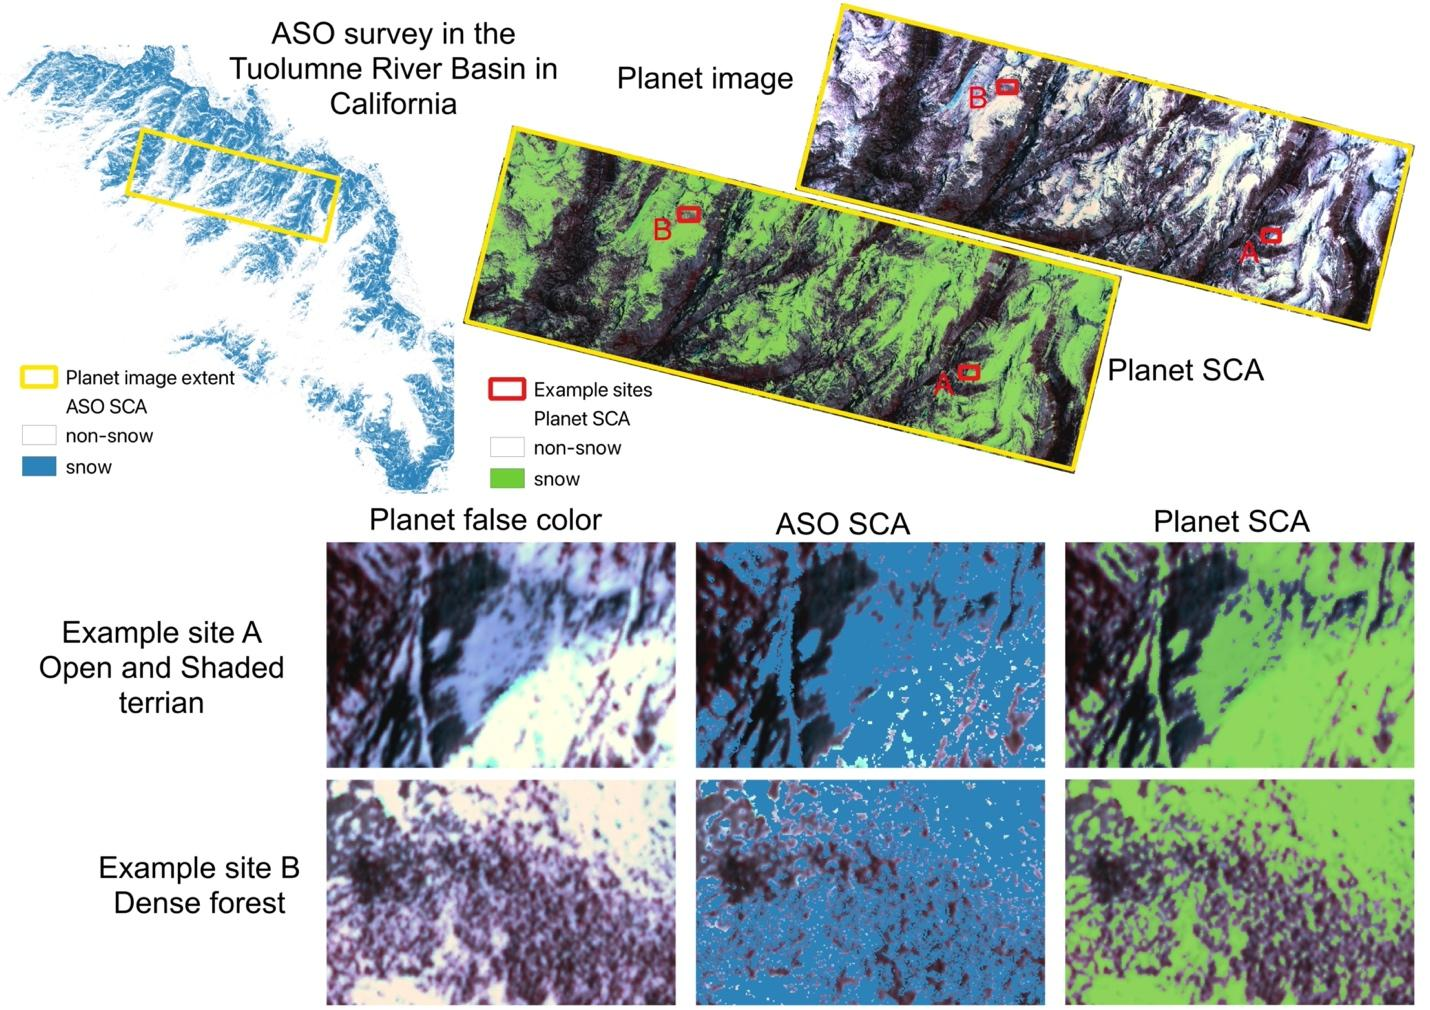 ASO survey in the
Tuolumne River Basin in
California
Planet image
B
A
B
A
Planet SCA
Planet image extent
ASO SCA
non-snow
snow
Example sites
Planet SCA
non-snow
snow
Planet false color
ASO SCA
Planet SCA
Example site A
Open and Shaded
terrian
Example site B
Dense forest